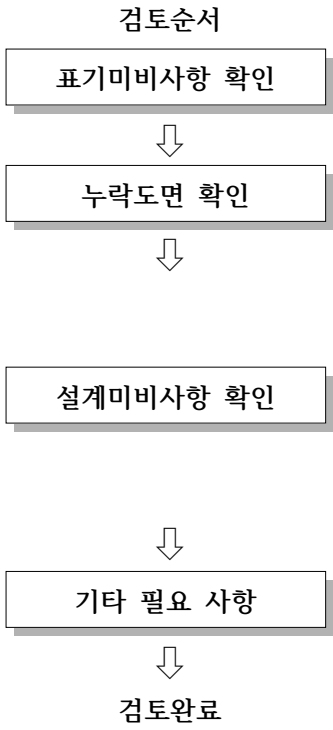 검토순서
표기미비사항 확인
누락도면 확인
설계미비사항 확인
기타 필요 사항
검토완료